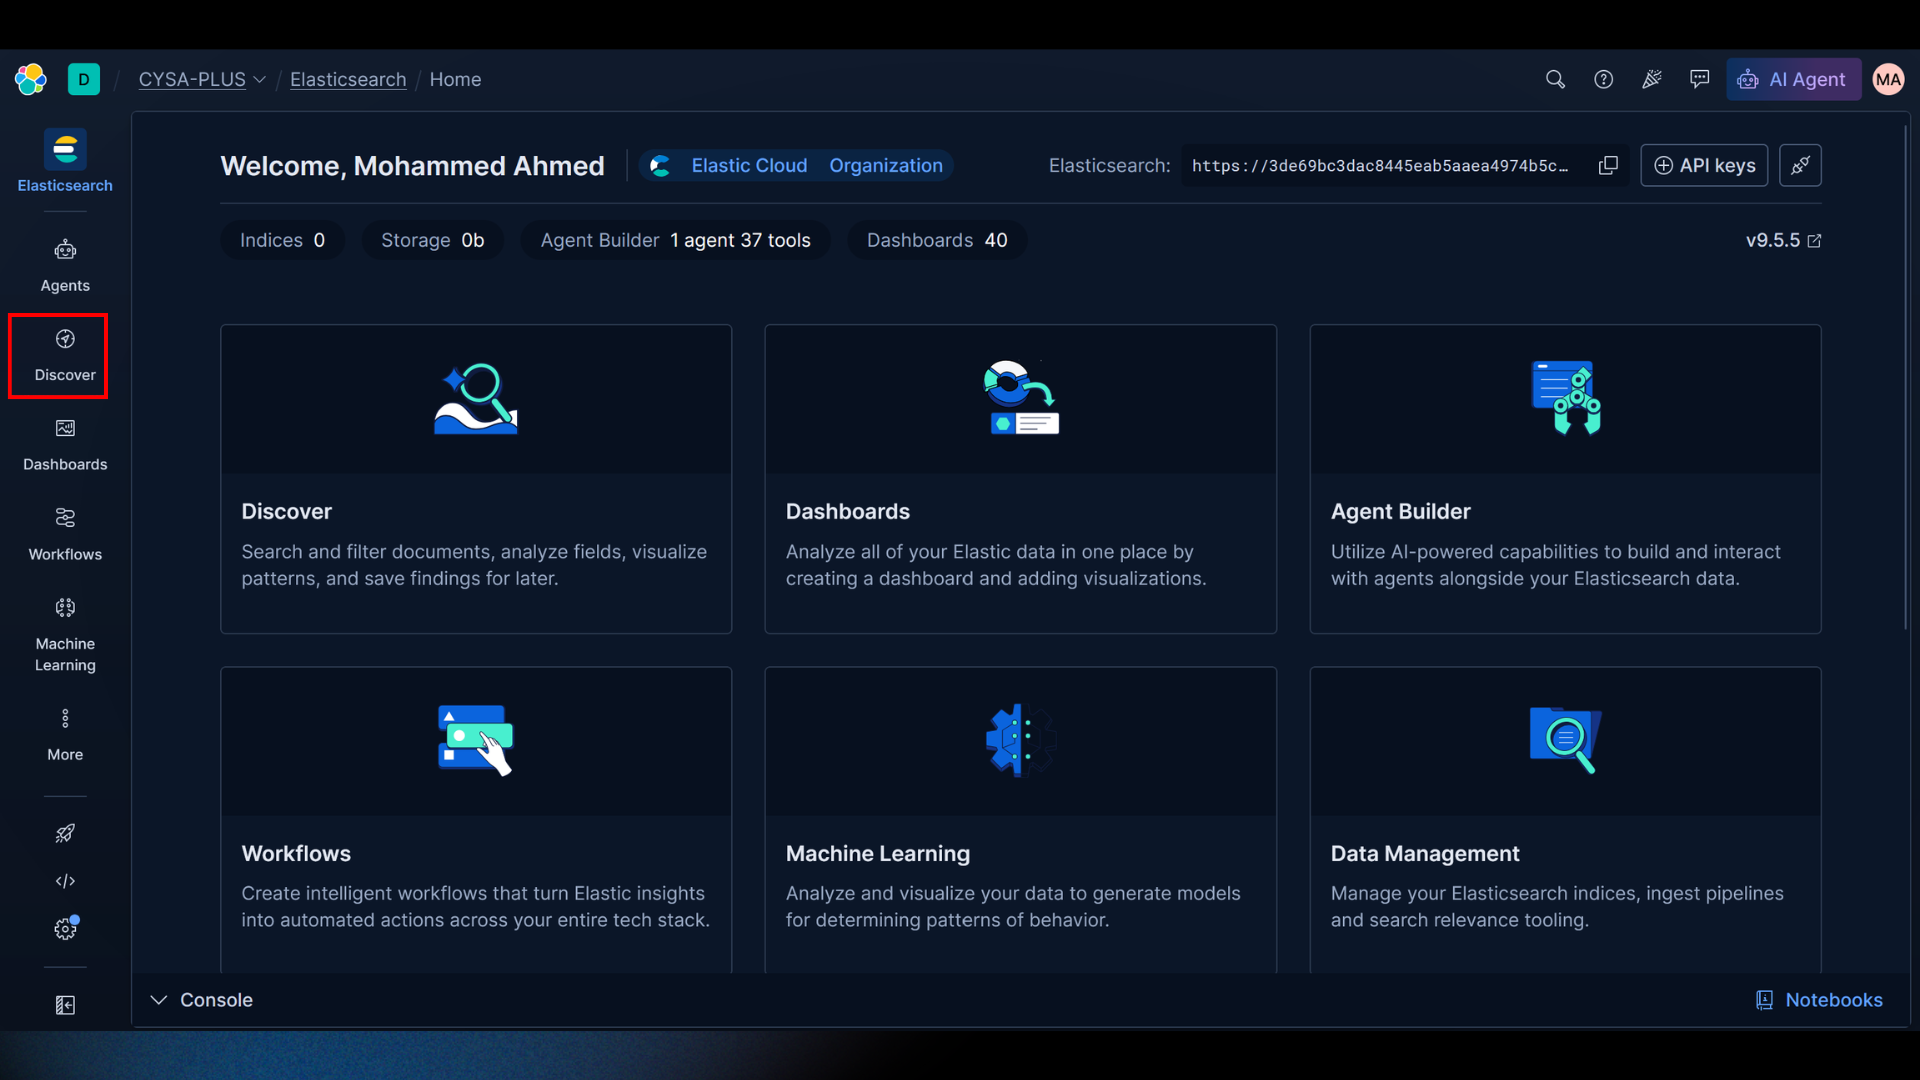 D
CYSA-PLUS / Elasticsearch / Home
AI Agent
MA
Elasticsearch
Agents
Discover
Dashboards
Workflows
Machine
Learning
More
Welcome, Mohammed Ahmed
Elastic Cloud Organization
Elasticsearch: https://3de69bc3dac8445eab5aaea4974b5c…
API keys
Indices 0
Storage 0b
Agent Builder 1 agent 37 tools
Dashboards 40
v9.5.5
Discover
Search and filter documents, analyze fields, visualize
patterns, and save findings for later.
Dashboards
Analyze all of your Elastic data in one place by
creating a dashboard and adding visualizations.
Agent Builder
Utilize AI-powered capabilities to build and interact
with agents alongside your Elasticsearch data.
Workflows
Create intelligent workflows that turn Elastic insights
into automated actions across your entire tech stack.
Machine Learning
Analyze and visualize your data to generate models
for determining patterns of behavior.
Data Management
Manage your Elasticsearch indices, ingest pipelines
and search relevance tooling.
Console
Notebooks